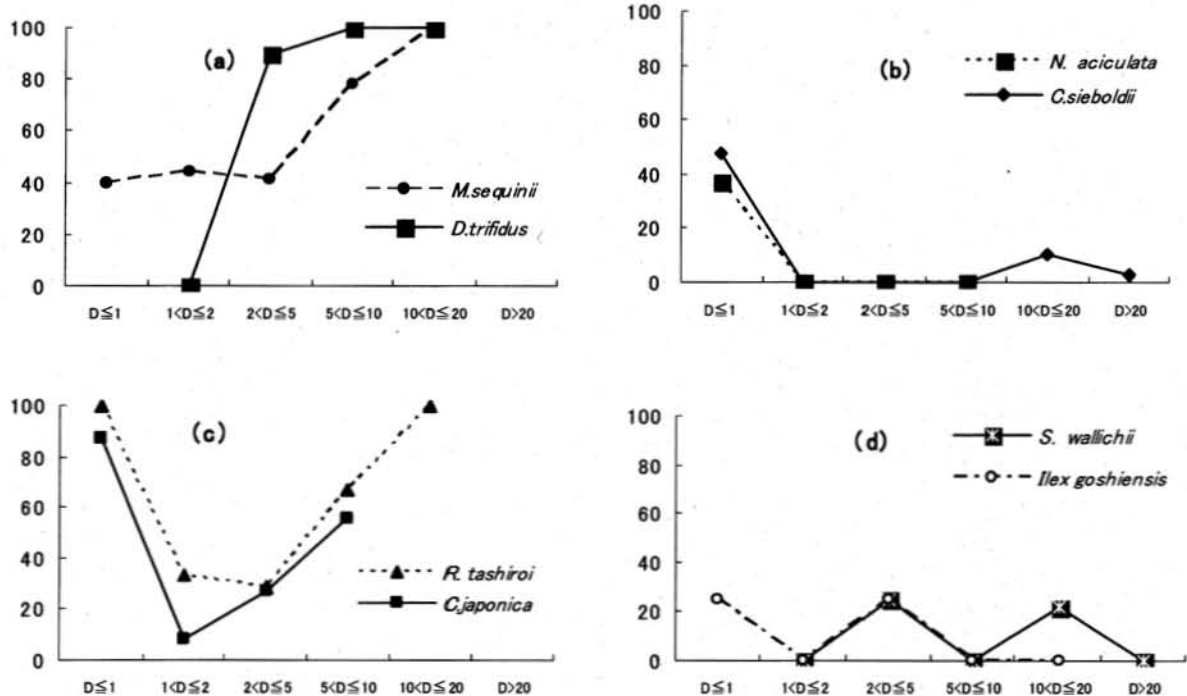 100
80
60
40
20
0
(a)
M.sequinii
D.trifidus
D≦1 1<D≦2 2<D≦5 5<D≦10 10<D≦20 D>20
100
80
60
40
20
0
(b)
N. aciculata
C.sieboldii
D≦1 1<D≦2 2<D≦5 5<D≦10 10<D≦20 D>20
100
80
60
40
20
0
(c)
R. tashiroi
C.japonica
D≦1 1<D≦2 2<D≦5 5<D≦10 10<D≦20 D>20
100
80
60
40
20
0
(d)
S. wallichii
Ilex goshiensis
D≦1 1<D≦2 2<D≦5 5<D≦10 10<D≦20 D>20